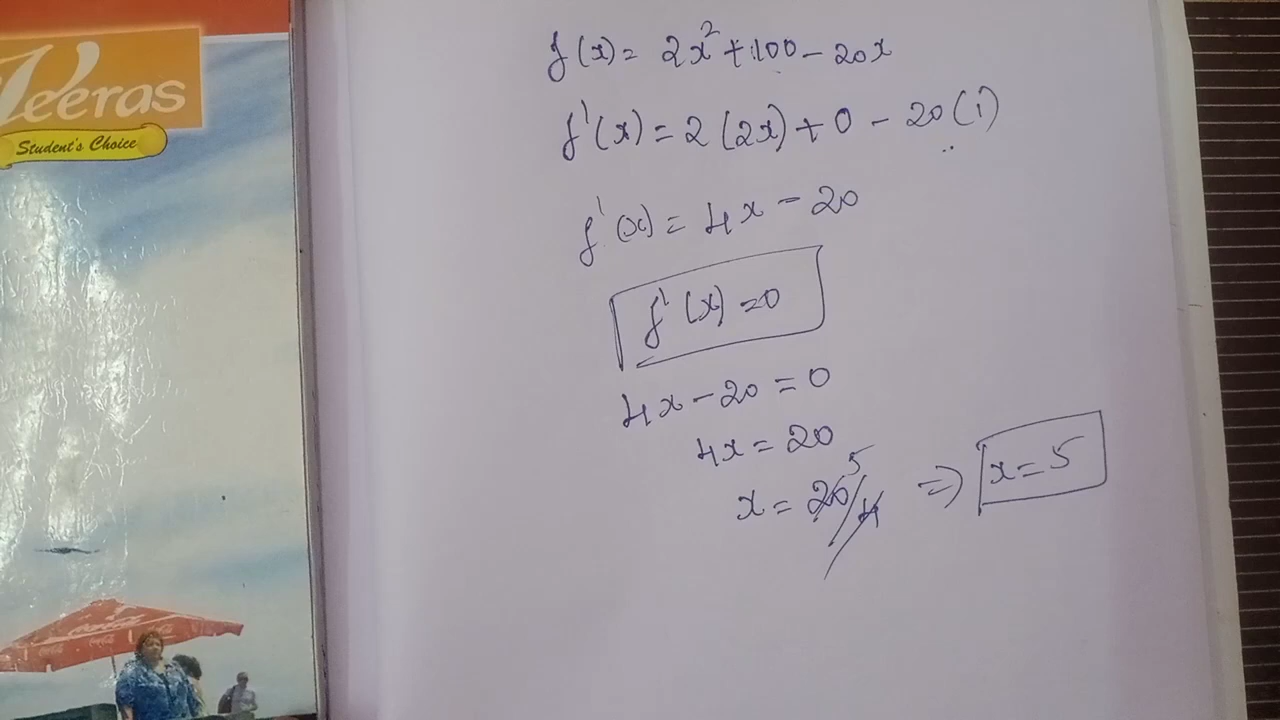 Veeras
Student's Choice
f(x) = 2x² + 100 - 20x
f'(x) = 2(2x) + 0 - 20(1)
f'(x) = 4x - 20
f'(x) = 0
4x - 20 = 0
4x = 20
x = 20/4 5 ⇒ x = 5